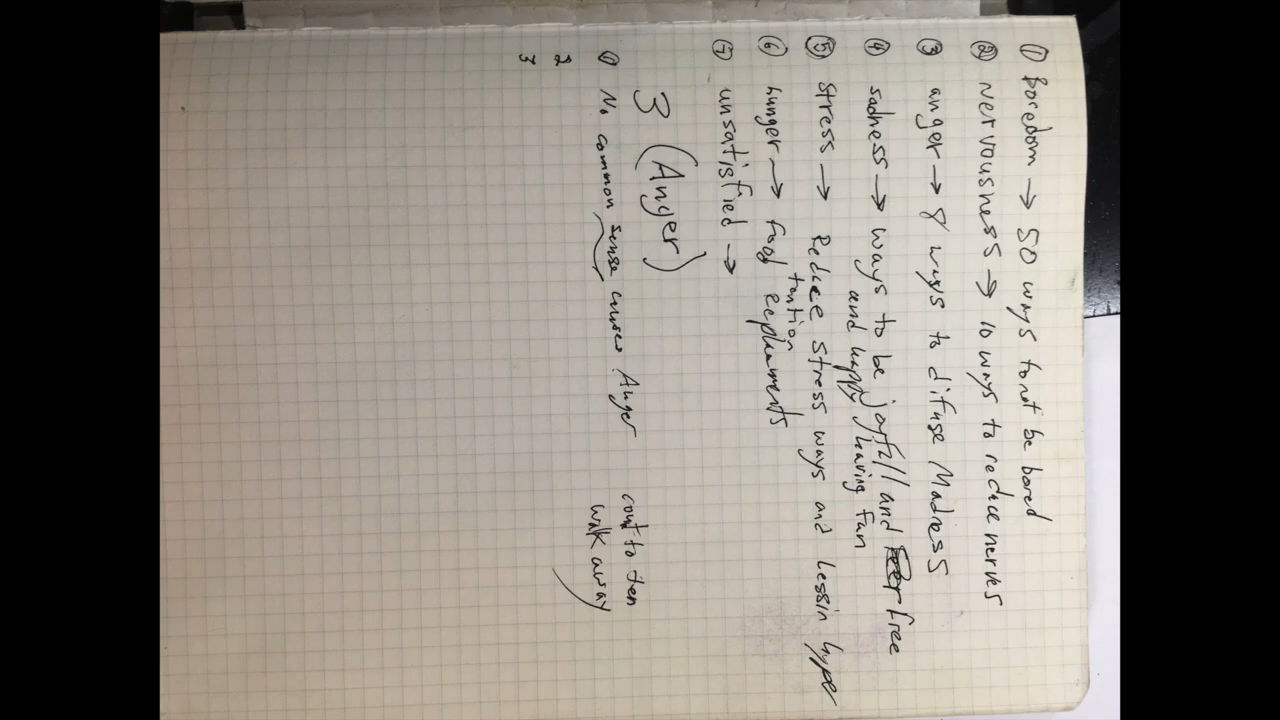 ① Boredom → 50 ways to not be bored
② Nervousness → 10 ways to reduce nerves
③ anger → 8 ways to difuse Madness
④ sadness → ways to be joyfull and free
and happy having fun
⑤ Stress → Reduce stress ways and lessin hyper
tention
⑥ hunger → food replacments
⑦ unsatisfied →
3 (Anger)
① No common sense causes Anger
count to ten
walk away
2
3